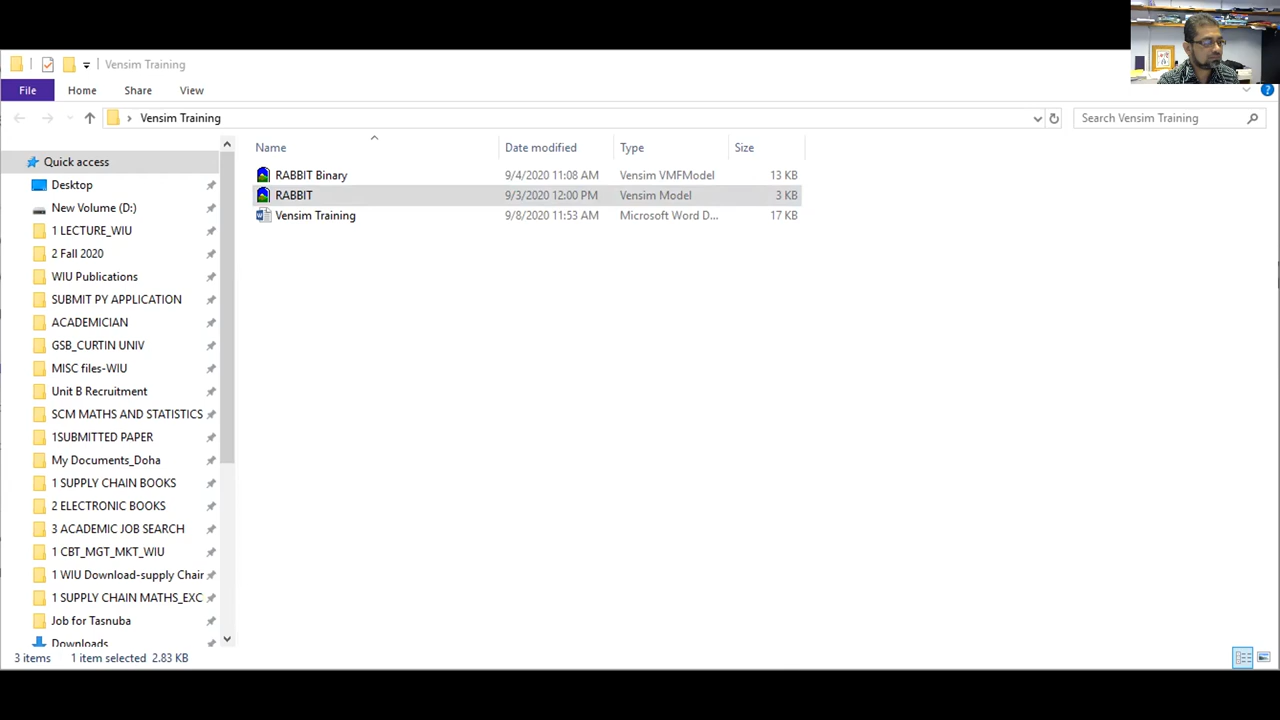 Vensim Training
File Home Share View
Vensim Training Search Vensim Training
Name Date modified Type Size
Quick access
RABBIT Binary 9/4/2020 11:08 AM Vensim VMFModel 13 KB
RABBIT 9/3/2020 12:00 PM Vensim Model 3 KB
Vensim Training 9/8/2020 11:53 AM Microsoft Word D... 17 KB
Desktop
New Volume (D:)
1 LECTURE_WIU
2 Fall 2020
WIU Publications
SUBMIT PY APPLICATION
ACADEMICIAN
GSB_CURTIN UNIV
MISC files-WIU
Unit B Recruitment
SCM MATHS AND STATISTICS
1SUBMITTED PAPER
My Documents_Doha
1 SUPPLY CHAIN BOOKS
2 ELECTRONIC BOOKS
3 ACADEMIC JOB SEARCH
1 CBT_MGT_MKT_WIU
1 WIU Download-supply Chair
1 SUPPLY CHAIN MATHS_EXC
Job for Tasnuba
Downloads
3 items 1 item selected 2.83 KB